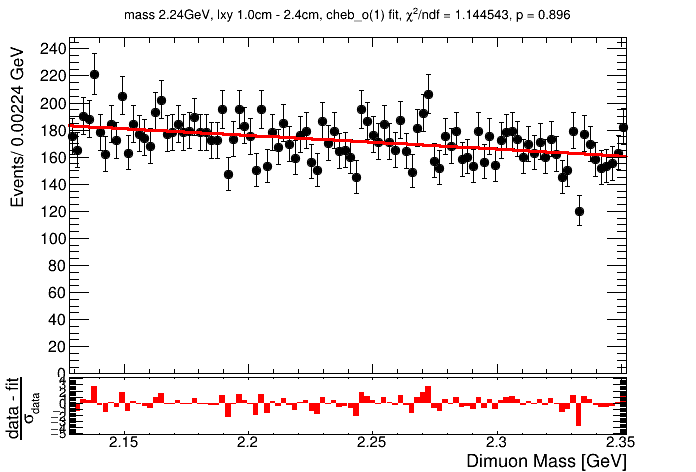 mass 2.24GeV, lxy 1.0cm - 2.4cm, cheb_o(1) fit, χ²/ndf = 1.144543, p = 0.896
Events/ 0.00224 GeV
240
220
200
180
160
140
120
100
80
60
40
20
0
data - fit
σdata
2.15 2.2 2.25 2.3 2.35
Dimuon Mass [GeV]